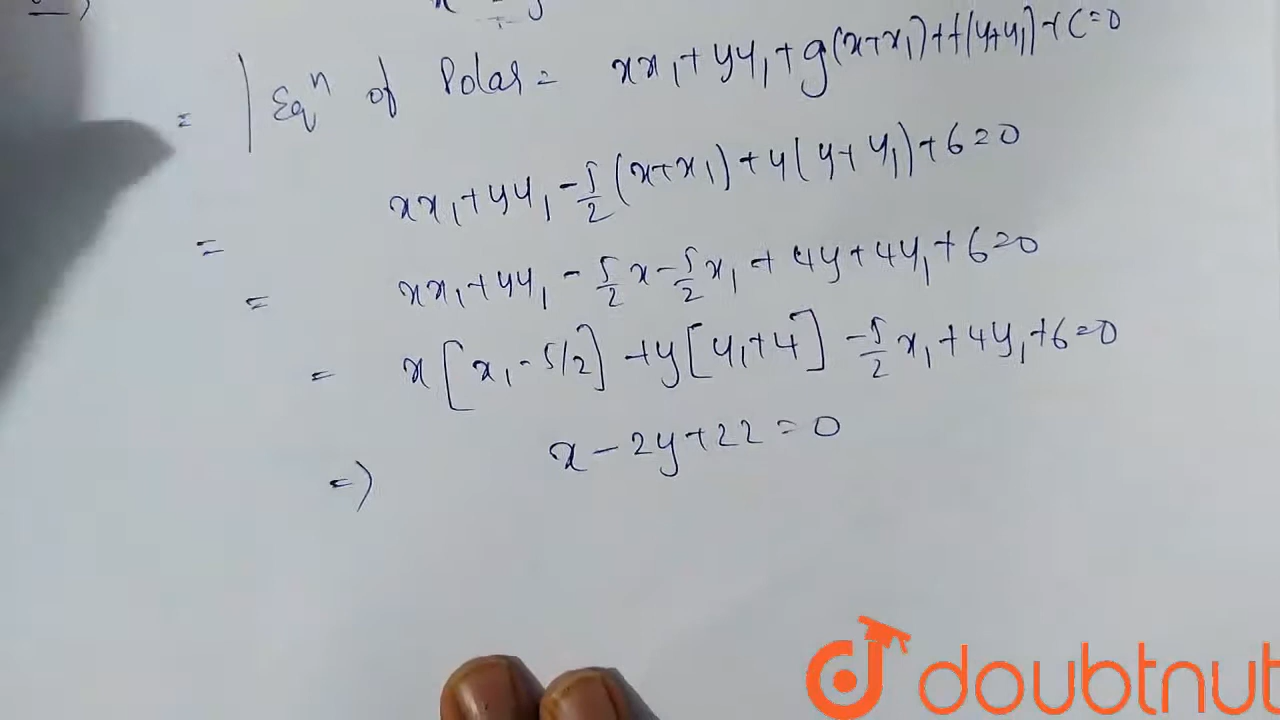 = | Eqⁿ of Polar = xx₁ + yy₁ + g(x+x₁) + f(y+y₁) + C = 0
= xx₁ + yy₁ - 5/2 (x+x₁) + 4(y+y₁) + 6 = 0
= xx₁ + yy₁ - 5/2 x - 5/2 x₁ + 4y + 4y₁ + 6 = 0
= x[x₁ - 5/2] + y[y₁+4] - 5/2 x₁ + 4y₁ + 6 = 0
=) x - 2y + 22 = 0
doubtnut